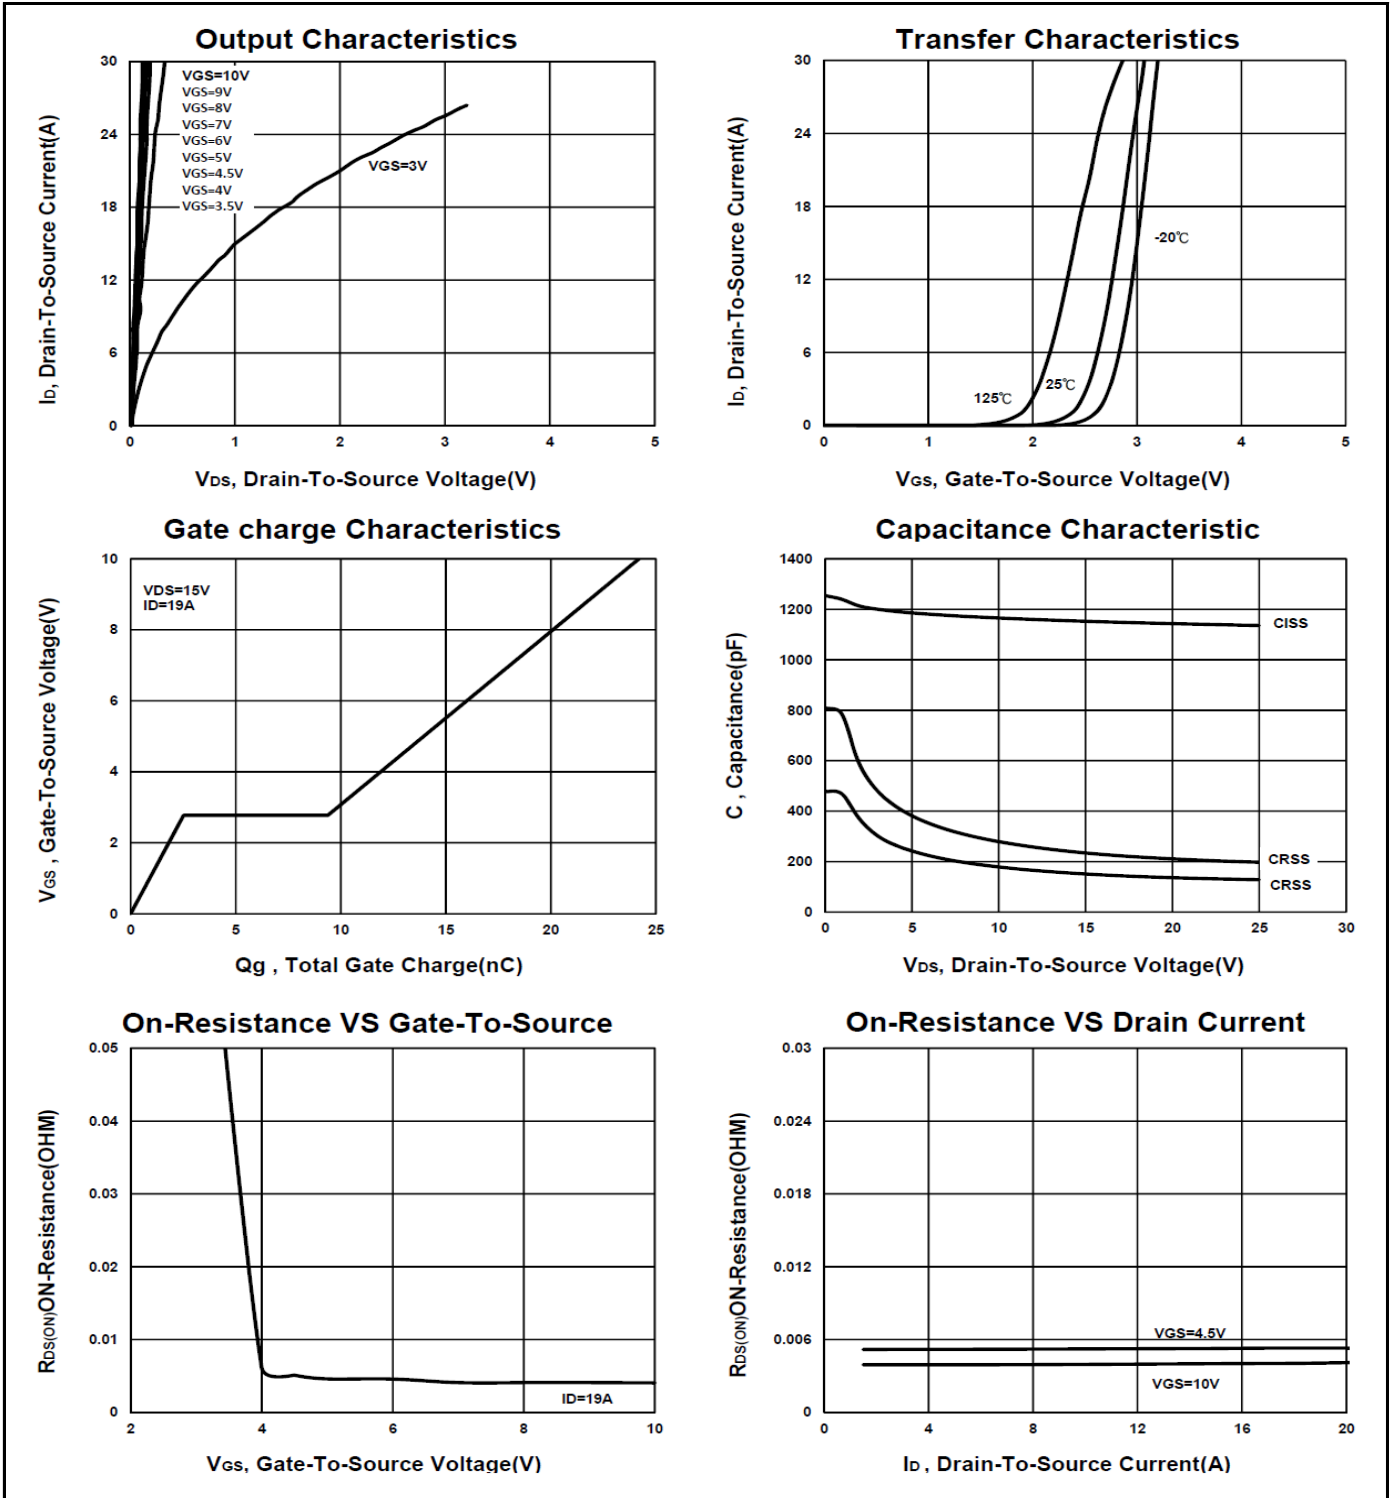 Output Characteristics
30
24
18
12
6
0
0
1
2
3
4
5
VGS=10V
VGS=9V
VGS=8V
VGS=7V
VGS=6V
VGS=5V
VGS=4.5V
VGS=4V
VGS=3.5V
VGS=3V
ID, Drain-To-Source Current(A)
VDS, Drain-To-Source Voltage(V)
Transfer Characteristics
30
24
18
12
6
0
0
1
2
3
4
5
-20℃
25℃
125℃
ID, Drain-To-Source Current(A)
VGS, Gate-To-Source Voltage(V)
Gate charge Characteristics
10
8
6
4
2
0
0
5
10
15
20
25
VDS=15V
ID=19A
VGS , Gate-To-Source Voltage(V)
Qg , Total Gate Charge(nC)
Capacitance Characteristic
1400
1200
1000
800
600
400
200
0
0
5
10
15
20
25
30
CISS
CRSS
CRSS
C , Capacitance(pF)
VDS, Drain-To-Source Voltage(V)
On-Resistance VS Gate-To-Source
0.05
0.04
0.03
0.02
0.01
0
2
4
6
8
10
ID=19A
RDS(ON)ON-Resistance(OHM)
VGS, Gate-To-Source Voltage(V)
On-Resistance VS Drain Current
0.03
0.024
0.018
0.012
0.006
0
0
4
8
12
16
20
VGS=4.5V
VGS=10V
RDS(ON)ON-Resistance(OHM)
ID , Drain-To-Source Current(A)